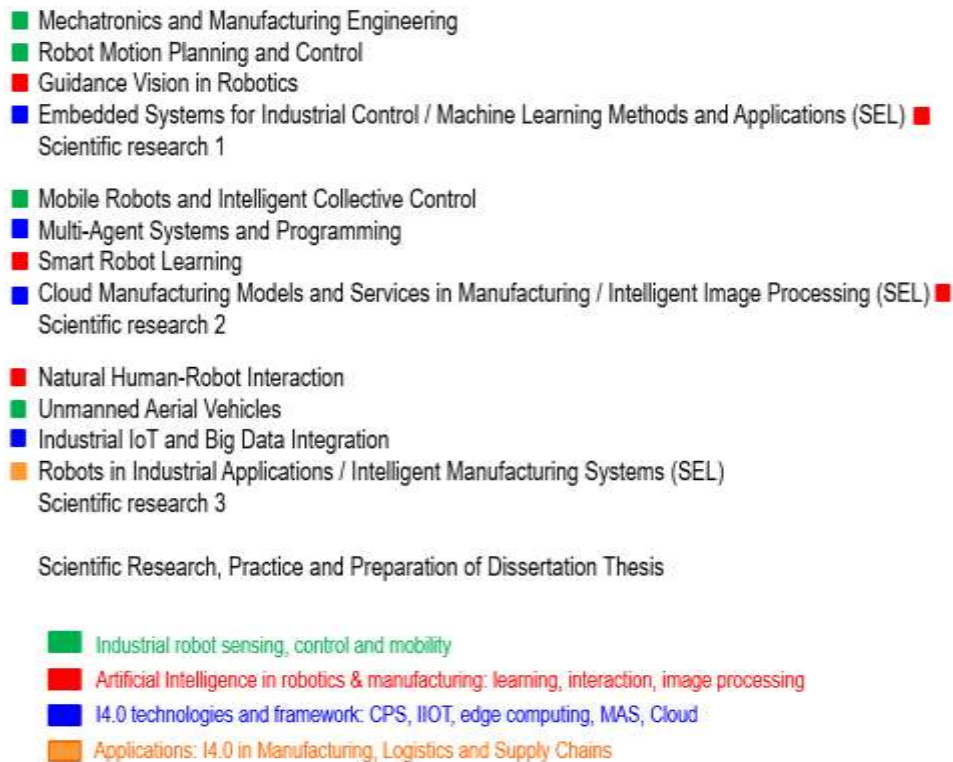 Mechatronics and Manufacturing Engineering
Robot Motion Planning and Control
Guidance Vision in Robotics
Embedded Systems for Industrial Control / Machine Learning Methods and Applications (SEL)
Scientific research 1
Mobile Robots and Intelligent Collective Control
Multi-Agent Systems and Programming
Smart Robot Learning
Cloud Manufacturing Models and Services in Manufacturing / Intelligent Image Processing (SEL)
Scientific research 2
Natural Human-Robot Interaction
Unmanned Aerial Vehicles
Industrial IoT and Big Data Integration
Robots in Industrial Applications / Intelligent Manufacturing Systems (SEL)
Scientific research 3
Scientific Research, Practice and Preparation of Dissertation Thesis
Industrial robot sensing, control and mobility
Artificial Intelligence in robotics & manufacturing: learning, interaction, image processing
I4.0 technologies and framework: CPS, IIOT, edge computing, MAS, Cloud
Applications: I4.0 in Manufacturing, Logistics and Supply Chains